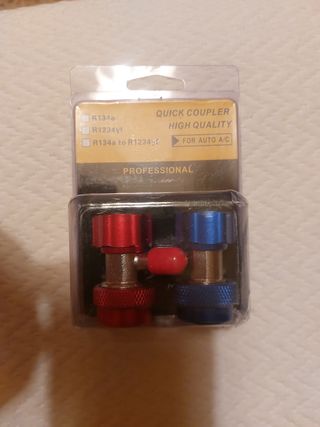 R134a
R1234yf
R134a to R1234yf
QUICK COUPLER
HIGH QUALITY
FOR AUTO A/C
PROFESSIONAL